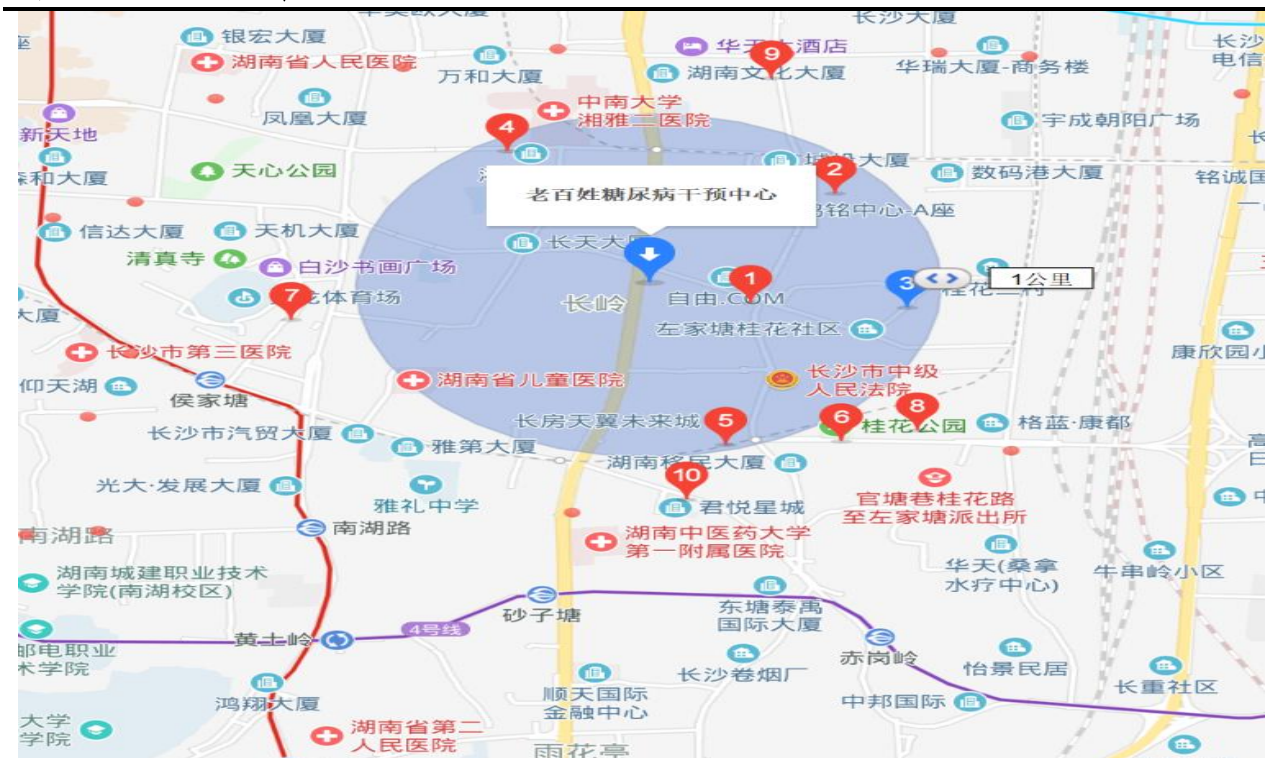 长沙大厦
银宏大厦
湖南省人民医院
万和大厦
9
湖南文化大厦
华瑞大厦-商务楼
长沙
电信
凤凰大厦
中南大学
湘雅二医院
宇成朝阳广场
新天地
4
天心公园
2
数码港大厦
和大厦
铭诚国
老百姓糖尿病干预中心
铭中心-A座
信达大厦
天机大厦
长天大
清真寺
白沙书画广场
1
3
1公里
7
体育场
长岭
自由.COM
桂花二村
大厦
左家塘桂花社区
长沙市第三医院
康欣园小
仰天湖
侯家塘
湖南省儿童医院
长沙市中级
人民法院
长沙市汽贸大厦
雅第大厦
长房天翼未来城
5
6
8
桂花公园
格蓝·康都
湖南移民大厦
光大·发展大厦
雅礼中学
10
君悦星城
官塘巷桂花路
至左家塘派出所
南湖路
南湖路
湖南中医药大学
第一附属医院
华天(桑拿
水疗中心)
牛串岭小区
湖南城建职业技术
学院(南湖校区)
砂子塘
东塘泰禹
国际大厦
黄土岭
4号线
赤岗岭
邮电职业
术学院
长沙卷烟厂
怡景民居
长重社区
鸿翔大厦
顺天国际
金融中心
中邦国际
大学
学院
湖南省第二
人民医院
雨花亭